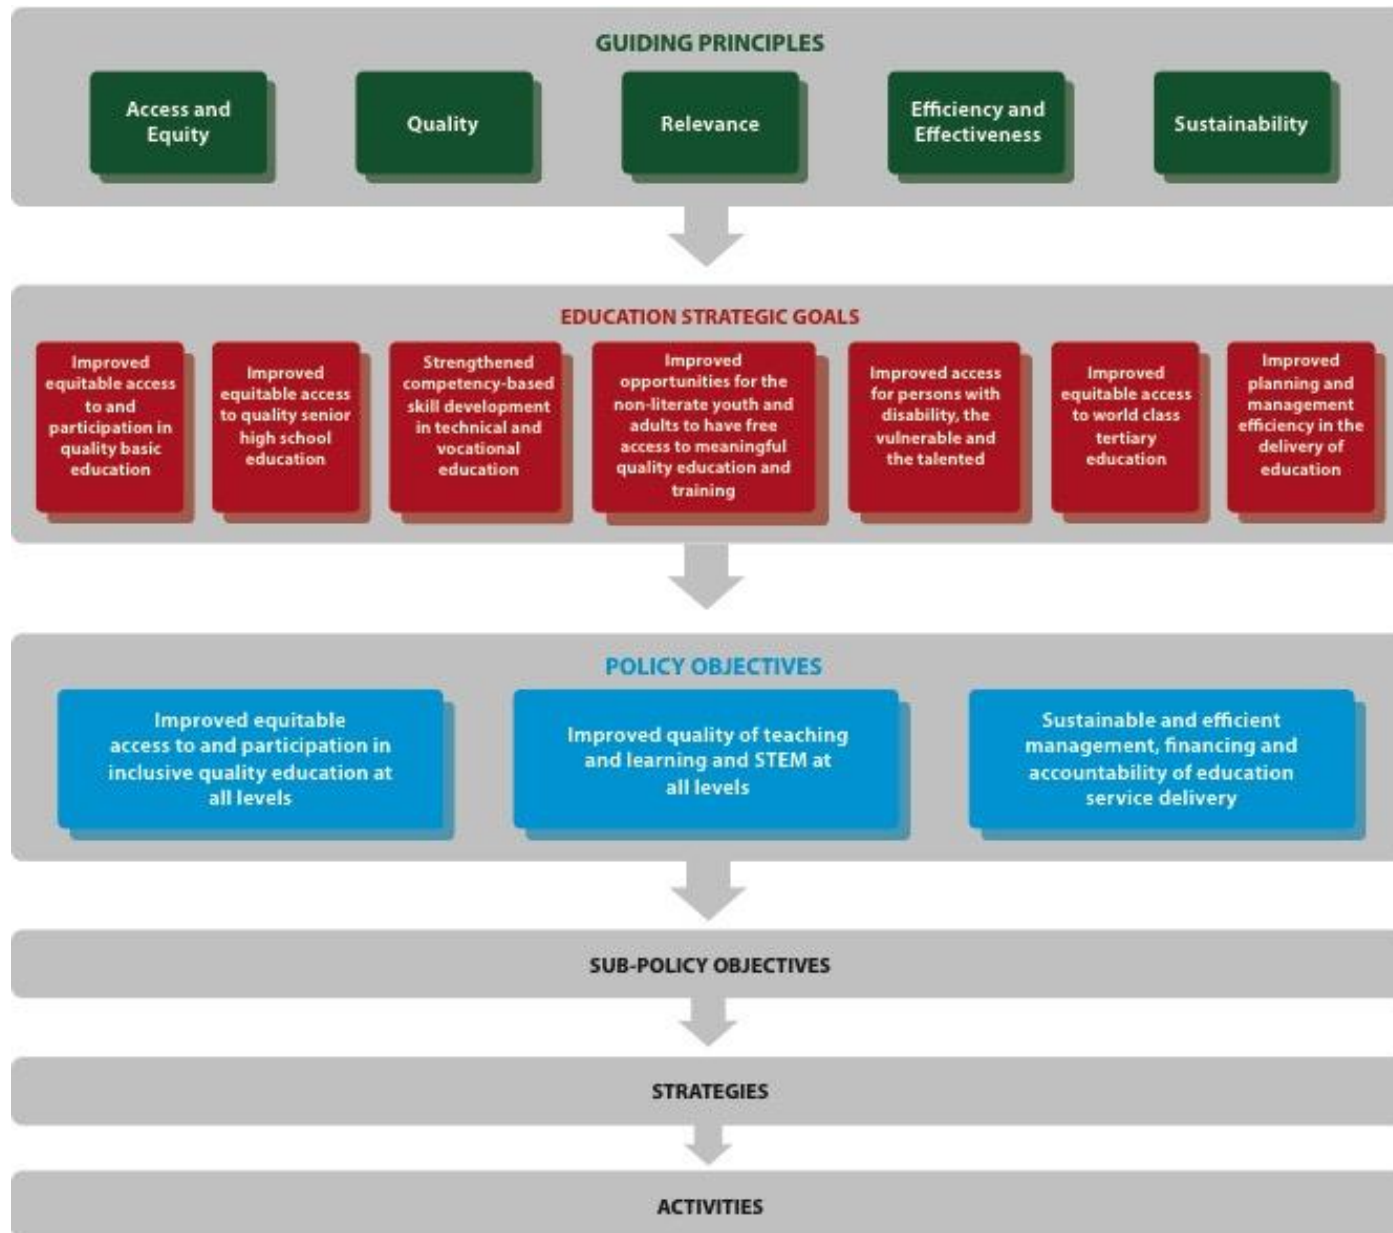 GUIDING PRINCIPLES
Access and
Equity
Quality
Relevance
Efficiency and
Effectiveness
Sustainability
EDUCATION STRATEGIC GOALS
Improved
equitable access
to and
participation in
quality basic
education
Improved
equitable access
to quality senior
high school
education
Strengthened
competency-based
skill development
in technical and
vocational
education
Improved
opportunities for the
non-literate youth and
adults to have free
access to meaningful
quality education and
training
Improved access
for persons with
disability, the
vulnerable and
the talented
Improved
equitable access
to world class
tertiary
education
Improved
planning and
management
efficiency in the
delivery of
education
POLICY OBJECTIVES
Improved equitable
access to and participation in
inclusive quality education at
all levels
Improved quality of teaching
and learning and STEM at
all levels
Sustainable and efficient
management, financing and
accountability of education
service delivery
SUB-POLICY OBJECTIVES
STRATEGIES
ACTIVITIES